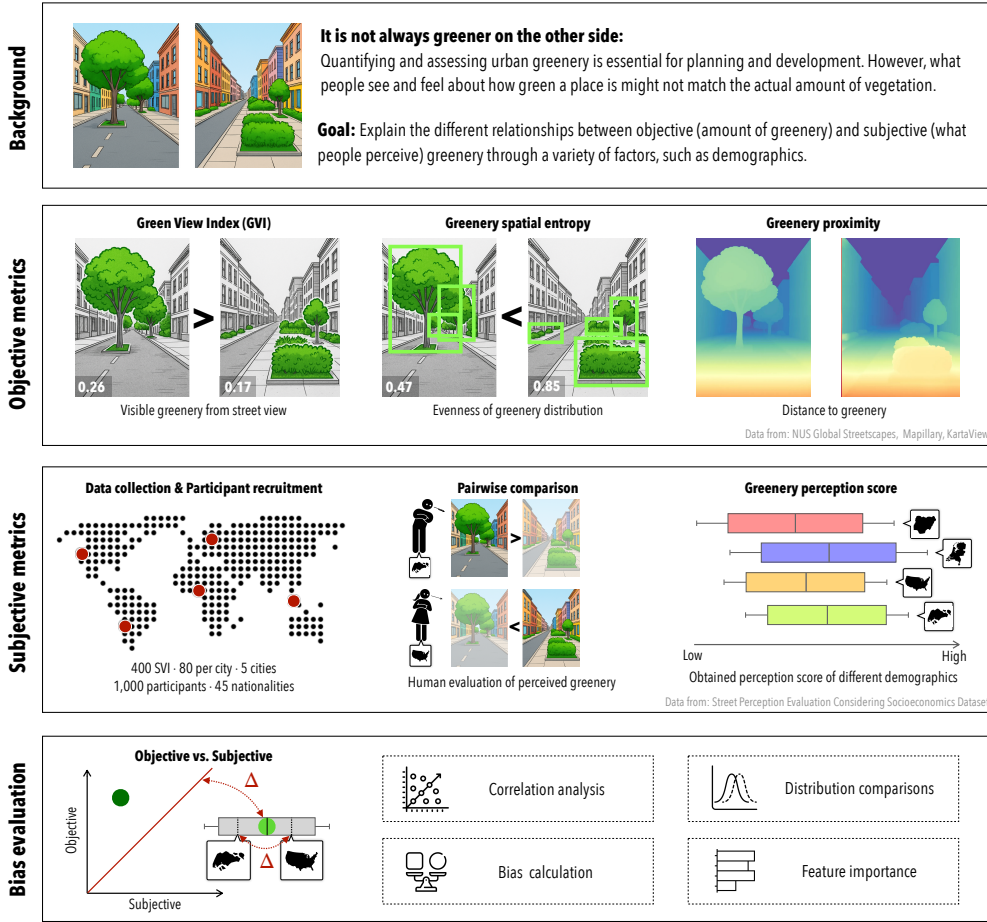 Background
It is not always greener on the other side:
Quantifying and assessing urban greenery is essential for planning and development. However, what
people see and feel about how green a place is might not match the actual amount of vegetation.
Goal: Explain the different relationships between objective (amount of greenery) and subjective (what
people perceive) greenery through a variety of factors, such as demographics.
Objective metrics
Green View Index (GVI)
0.26
>
0.17
Visible greenery from street view
Greenery spatial entropy
0.47
<
0.85
Evenness of greenery distribution
Greenery proximity
Distance to greenery
Data from: NUS Global Streetscapes, Mapillary, KartaView
Subjective metrics
Data collection & Participant recruitment
400 SVI · 80 per city · 5 cities
1,000 participants · 45 nationalities
Pairwise comparison
>
<
Human evaluation of perceived greenery
Greenery perception score
Low
High
Obtained perception score of different demographics
Data from: Street Perception Evaluation Considering Socioeconomics Dataset
Bias evaluation
Objective vs. Subjective
Objective
Δ
Δ
Subjective
Correlation analysis
Distribution comparisons
Bias calculation
Feature importance